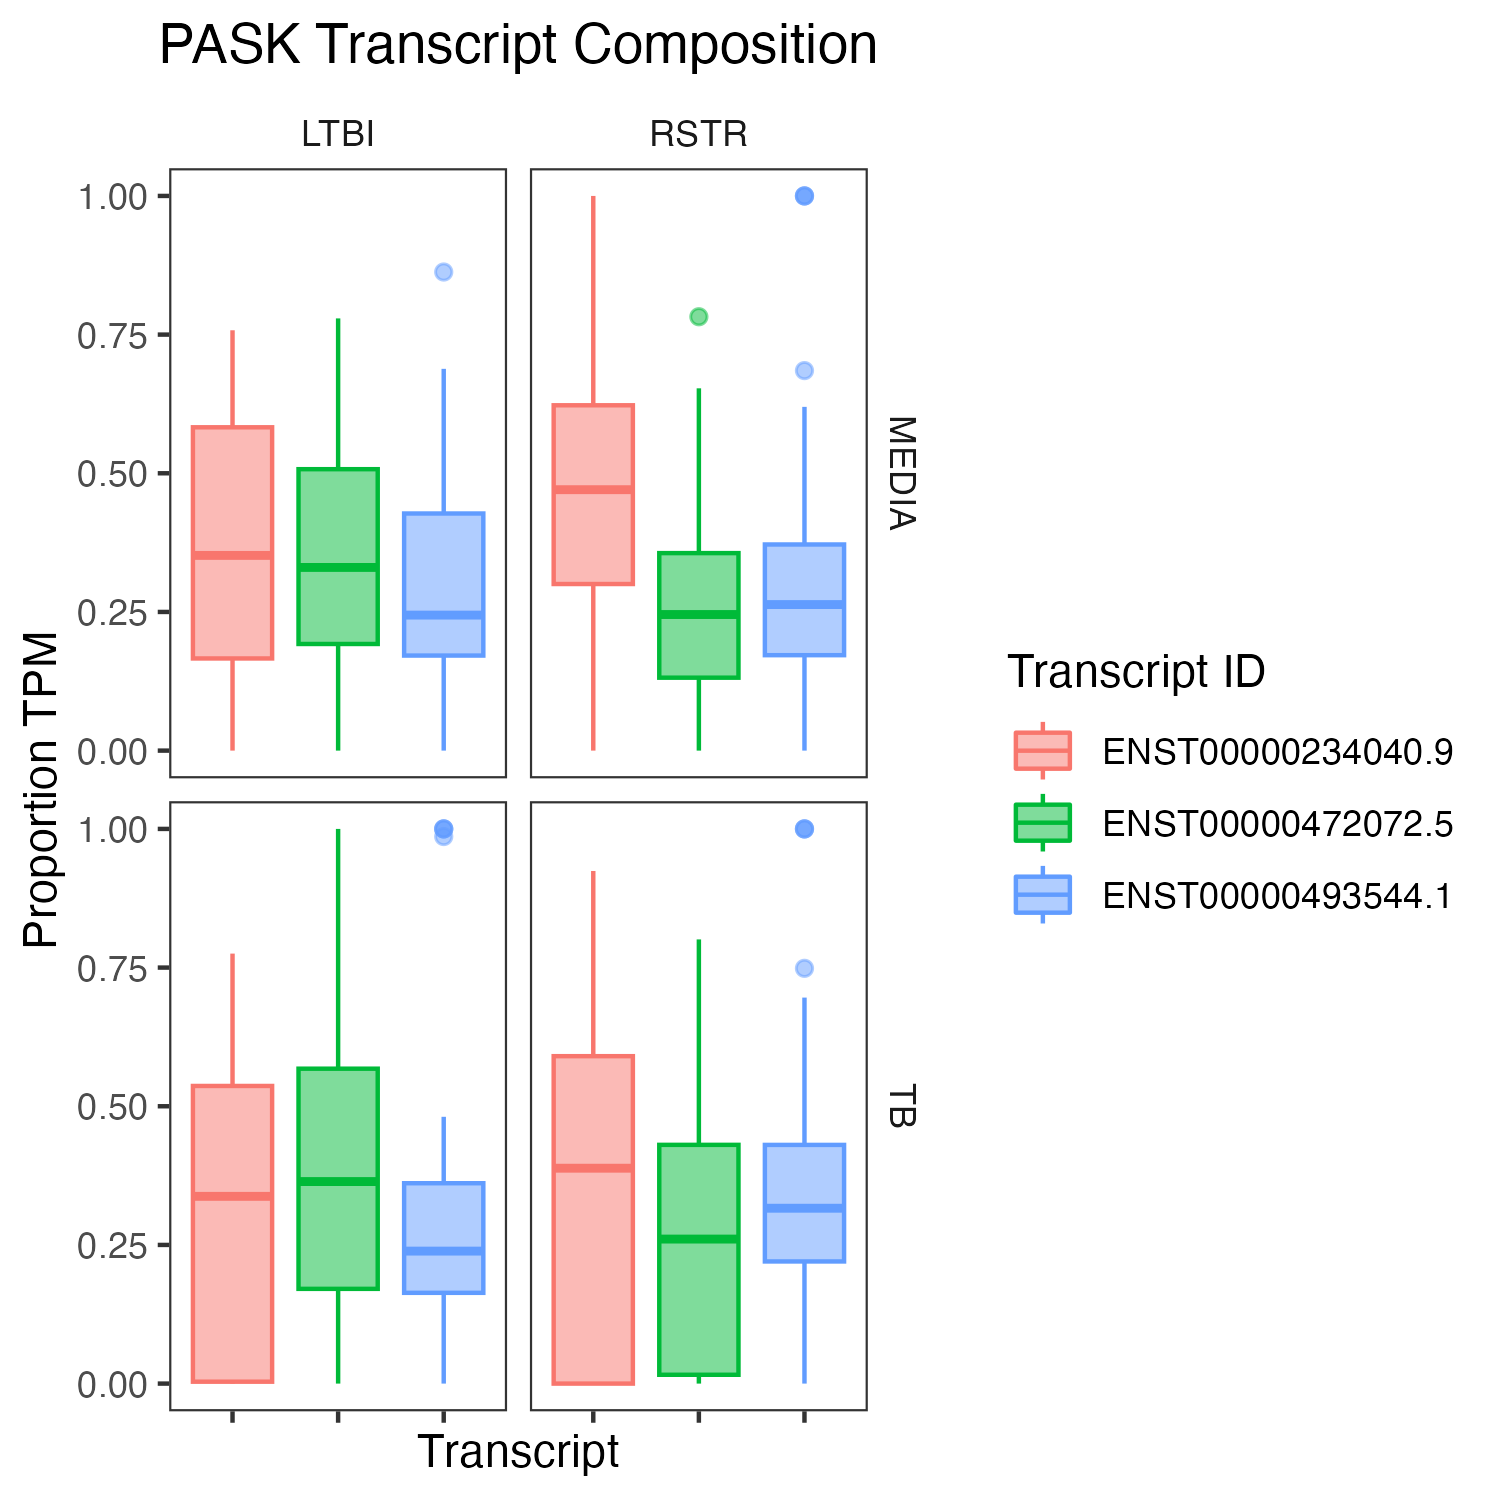 PASK Transcript Composition
LTBI
RSTR
1.00
0.75
0.50
0.25
0.00
MEDIA
1.00
0.75
0.50
0.25
0.00
TB
Proportion TPM
Transcript
Transcript ID
ENST00000234040.9
ENST00000472072.5
ENST00000493544.1